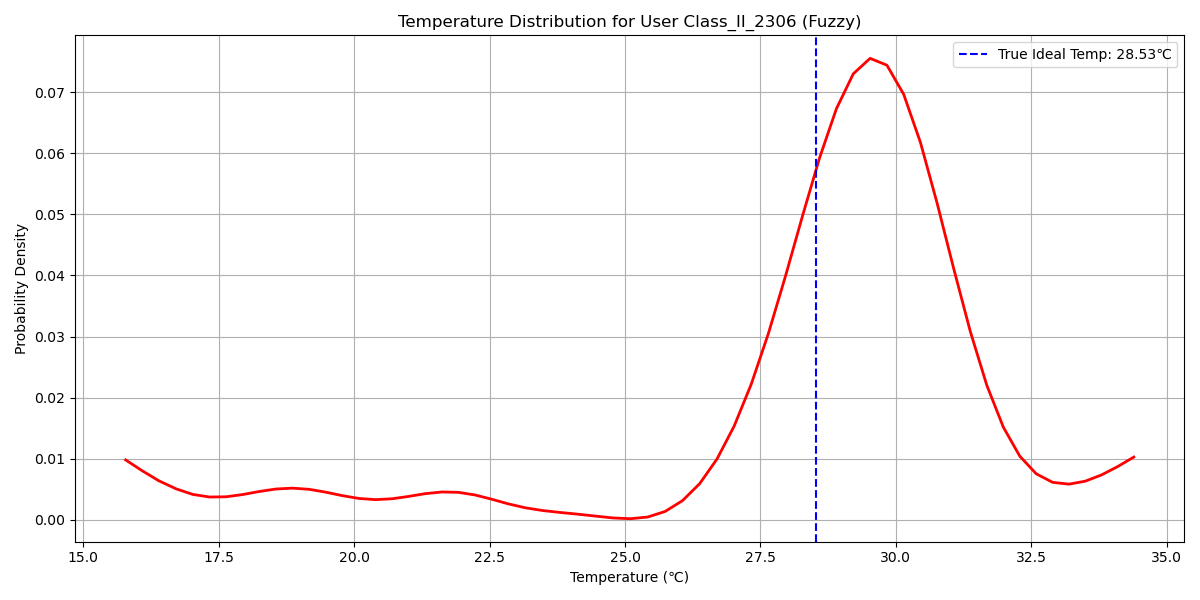 Temperature Distribution for User Class_II_2306 (Fuzzy)
True Ideal Temp: 28.53℃
Probability Density
0.07
0.06
0.05
0.04
0.03
0.02
0.01
0.00
15.0 17.5 20.0 22.5 25.0 27.5 30.0 32.5 35.0
Temperature (℃)